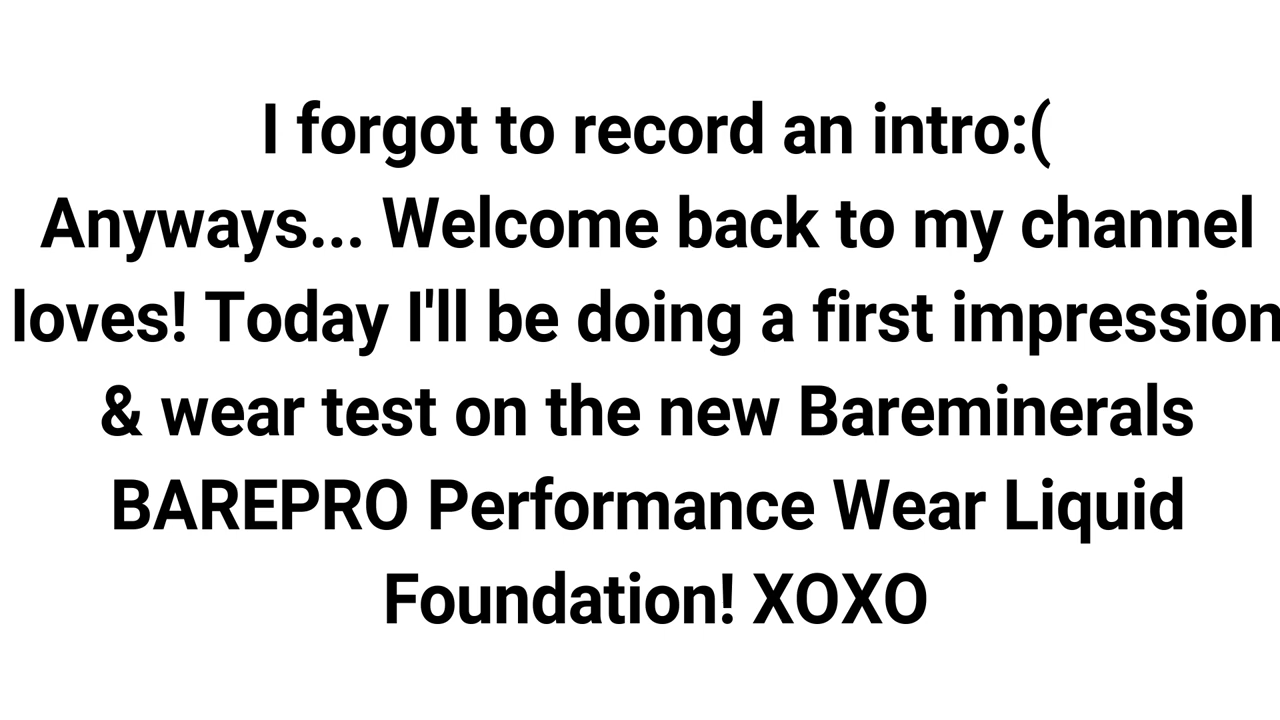 I forgot to record an intro:(
Anyways... Welcome back to my channel
loves! Today I'll be doing a first impression
& wear test on the new Bareminerals
BAREPRO Performance Wear Liquid
Foundation! XOXO